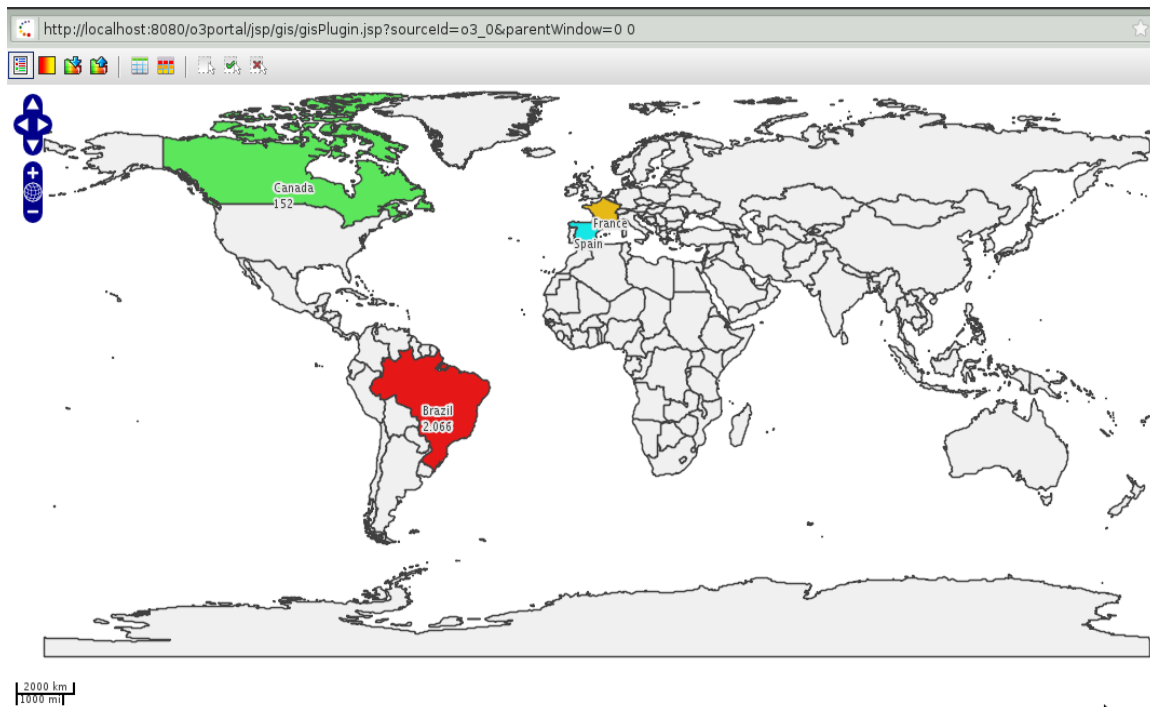 http://localhost:8080/o3portal/jsp/gis/gisPlugin.jsp?sourceId=o3_0&parentWindow=0 0
Canada
152
France
Spain
Brazil
2.066
2000 km
1000 mi